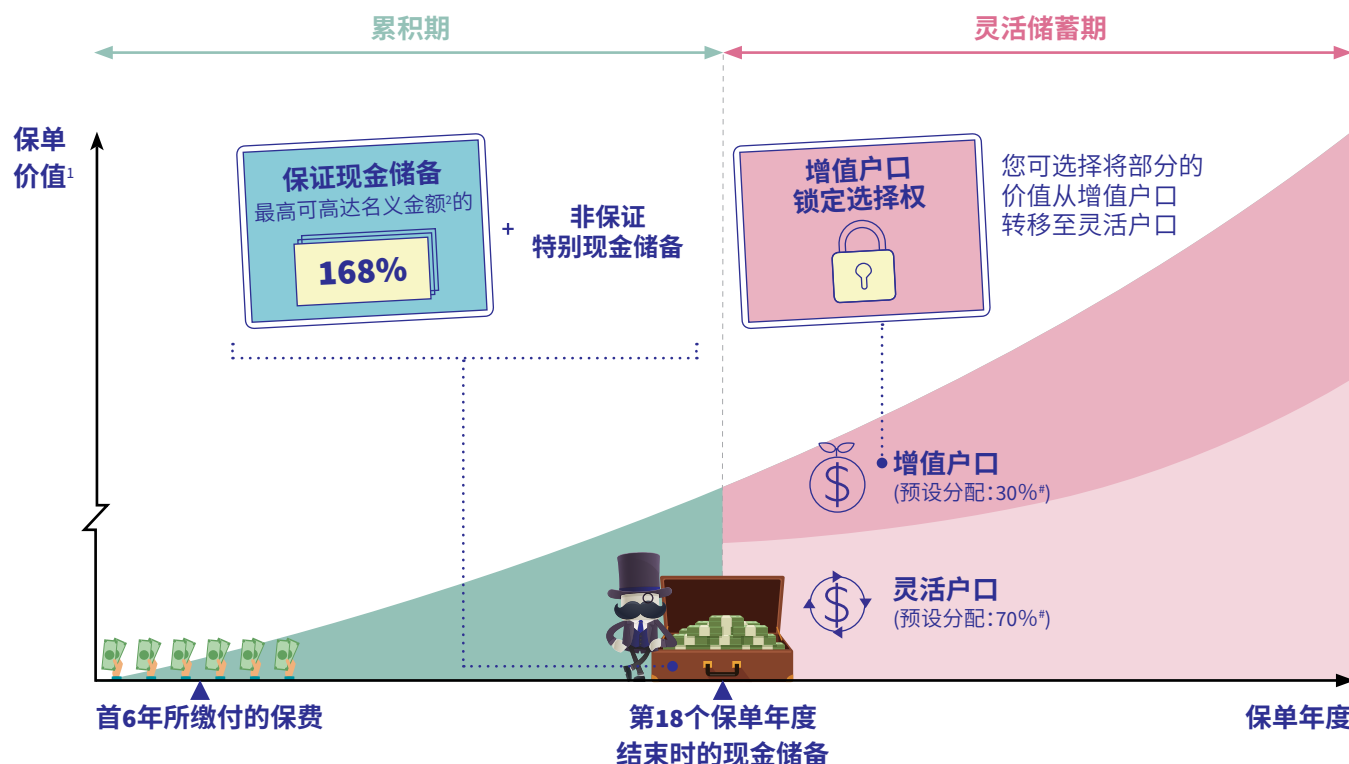 累积期
灵活储蓄期
保单
价值1
保证现金储备
最高可高达名义金额2的
168%
+
非保证
特别现金储备
增值户口
锁定选择权
您可选择将部分的
价值从增值户口
转移至灵活户口
增值户口
(预设分配：30%#)
灵活户口
(预设分配：70%#)
首6年所缴付的保费
第18个保单年度
结束时的现金储备
保单年度